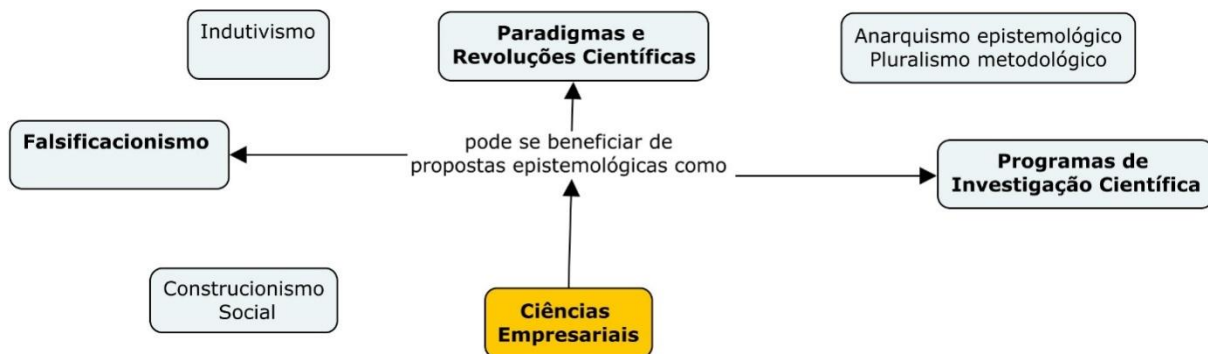 Indutivismo
Paradigmas e
Revoluções Científicas
Anarquismo epistemológico
Pluralismo metodológico
Falsificacionismo
pode se beneficiar de
propostas epistemológicas como
Programas de
Investigação Científica
Construcionismo
Social
Ciências
Empresariais